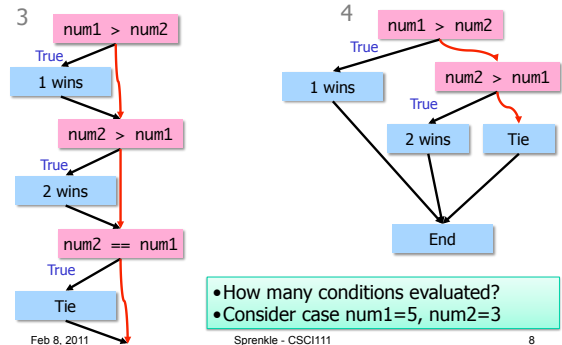 3
num1 > num2
True
1 wins
num2 > num1
True
2 wins
num2 == num1
True
Tie
4
num1 > num2
True
1 wins
num2 > num1
True
2 wins
Tie
End
•How many conditions evaluated?
•Consider case num1=5, num2=3
Feb 8, 2011
Sprenkle - CSCI111
8